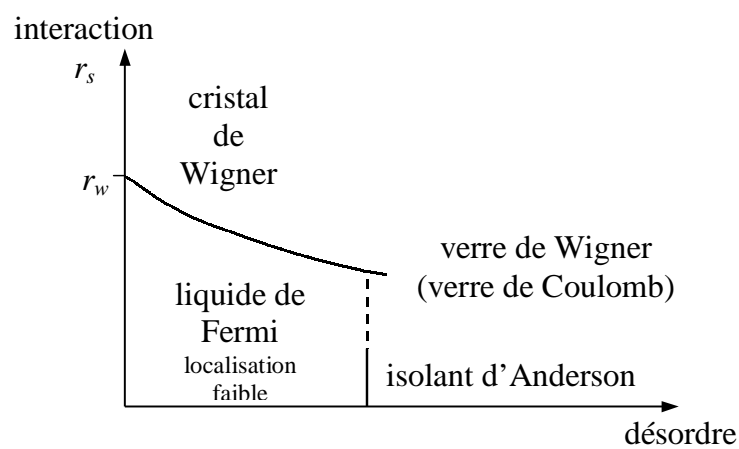 interaction
r_s
cristal
de
Wigner
r_w
verre de Wigner
(verre de Coulomb)
liquide de
Fermi
localisation
faible
isolant d’Anderson
désordre